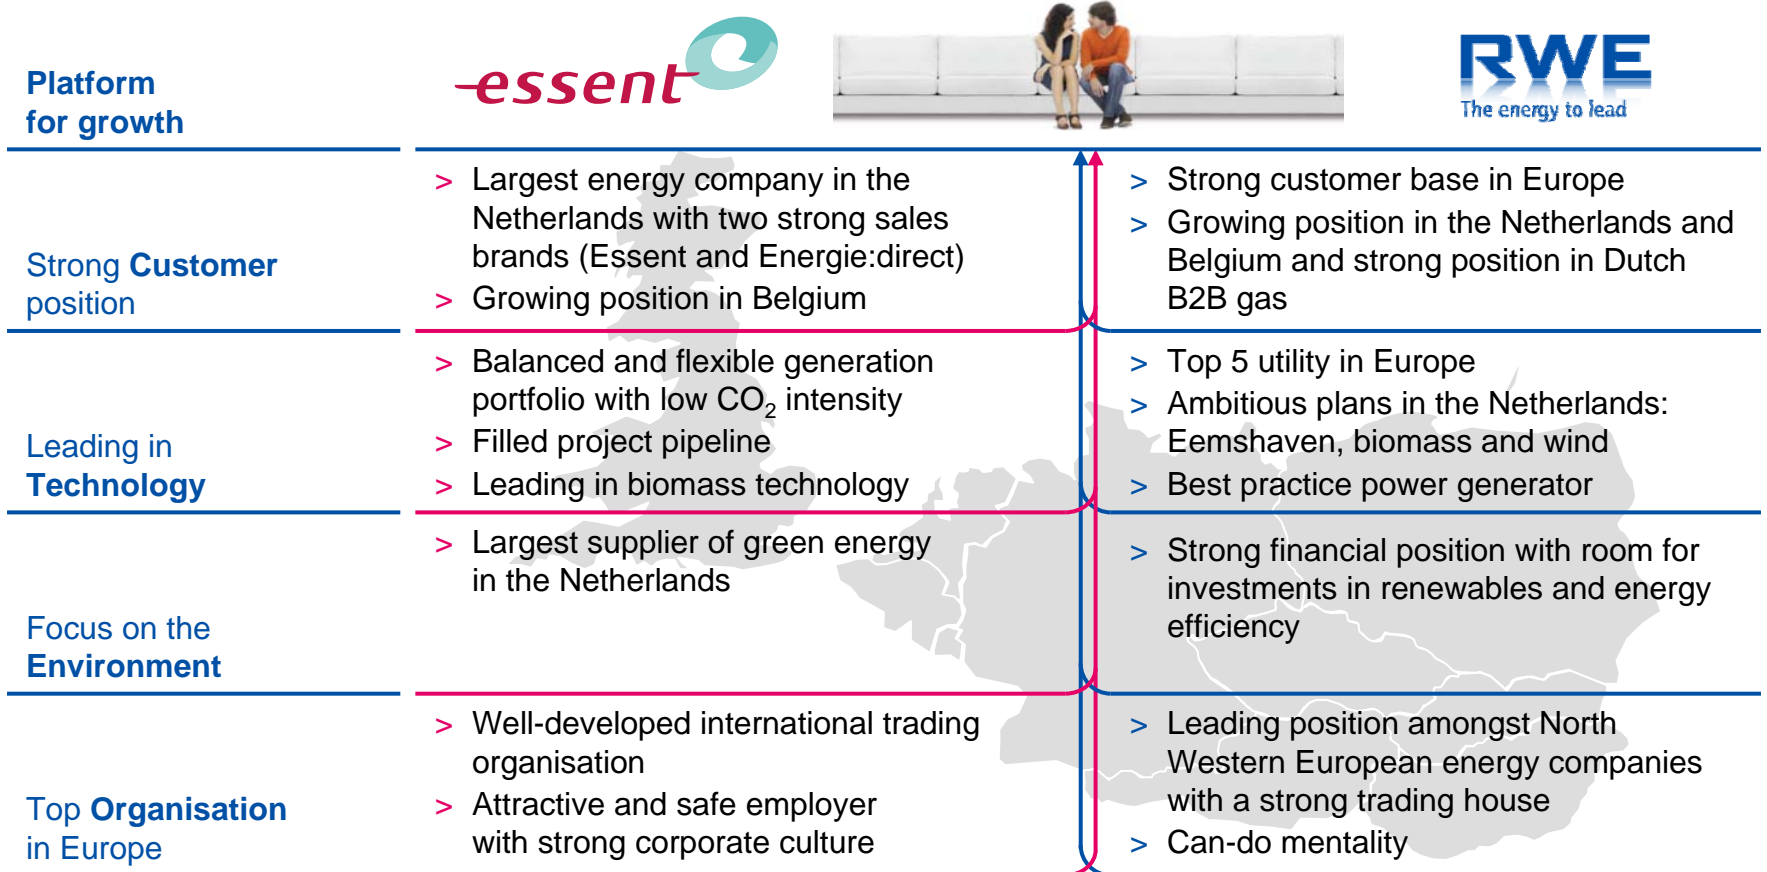 Platform
for growth
essent
RWE
The energy to lead
Strong Customer
position
> Largest energy company in the
Netherlands with two strong sales
brands (Essent and Energie:direct)
> Growing position in Belgium
> Strong customer base in Europe
> Growing position in the Netherlands and
Belgium and strong position in Dutch
B2B gas
Leading in
Technology
> Balanced and flexible generation
portfolio with low CO₂ intensity
> Filled project pipeline
> Leading in biomass technology
> Top 5 utility in Europe
> Ambitious plans in the Netherlands:
Eemshaven, biomass and wind
> Best practice power generator
Focus on the
Environment
> Largest supplier of green energy
in the Netherlands
> Strong financial position with room for
investments in renewables and energy
efficiency
Top Organisation
in Europe
> Well-developed international trading
organisation
> Attractive and safe employer
with strong corporate culture
> Leading position amongst North
Western European energy companies
with a strong trading house
> Can-do mentality